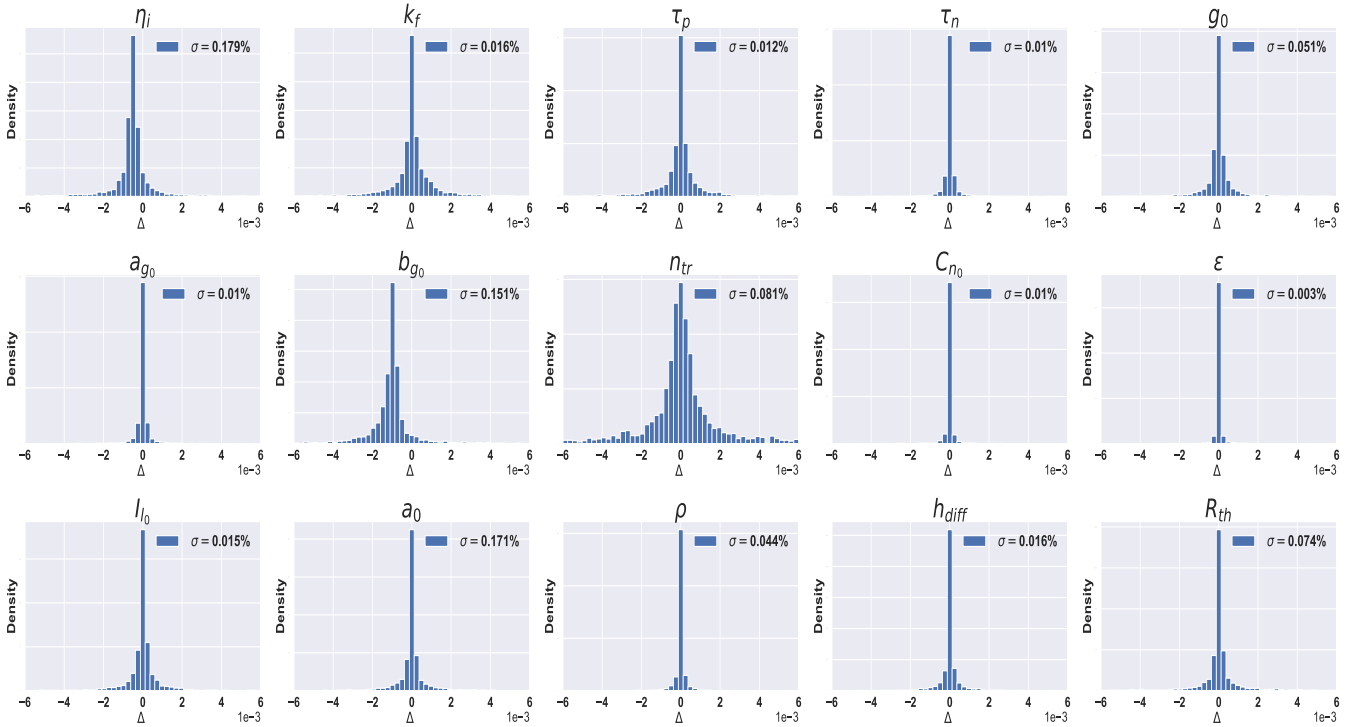 η_i k_f τ_p τ_n g_0
σ = 0.179% σ = 0.016% σ = 0.012% σ = 0.01% σ = 0.051%
Density Density Density Density Density
−6 −4 −2 0 2 4 6 −6 −4 −2 0 2 4 6 −6 −4 −2 0 2 4 6 −6 −4 −2 0 2 4 6 −6 −4 −2 0 2 4 6
Δ 1e−3 Δ 1e−3 Δ 1e−3 Δ 1e−3 Δ 1e−3
a_{g_0} b_{g_0} n_{tr} C_{n_0} ε
σ = 0.01% σ = 0.151% σ = 0.081% σ = 0.01% σ = 0.003%
Density Density Density Density Density
−6 −4 −2 0 2 4 6 −6 −4 −2 0 2 4 6 −6 −4 −2 0 2 4 6 −6 −4 −2 0 2 4 6 −6 −4 −2 0 2 4 6
Δ 1e−3 Δ 1e−3 Δ 1e−3 Δ 1e−3 Δ 1e−3
I_{l_0} a_0 ρ h_{diff} R_{th}
σ = 0.015% σ = 0.171% σ = 0.044% σ = 0.016% σ = 0.074%
Density Density Density Density Density
−6 −4 −2 0 2 4 6 −6 −4 −2 0 2 4 6 −6 −4 −2 0 2 4 6 −6 −4 −2 0 2 4 6 −6 −4 −2 0 2 4 6
Δ 1e−3 Δ 1e−3 Δ 1e−3 Δ 1e−3 Δ 1e−3